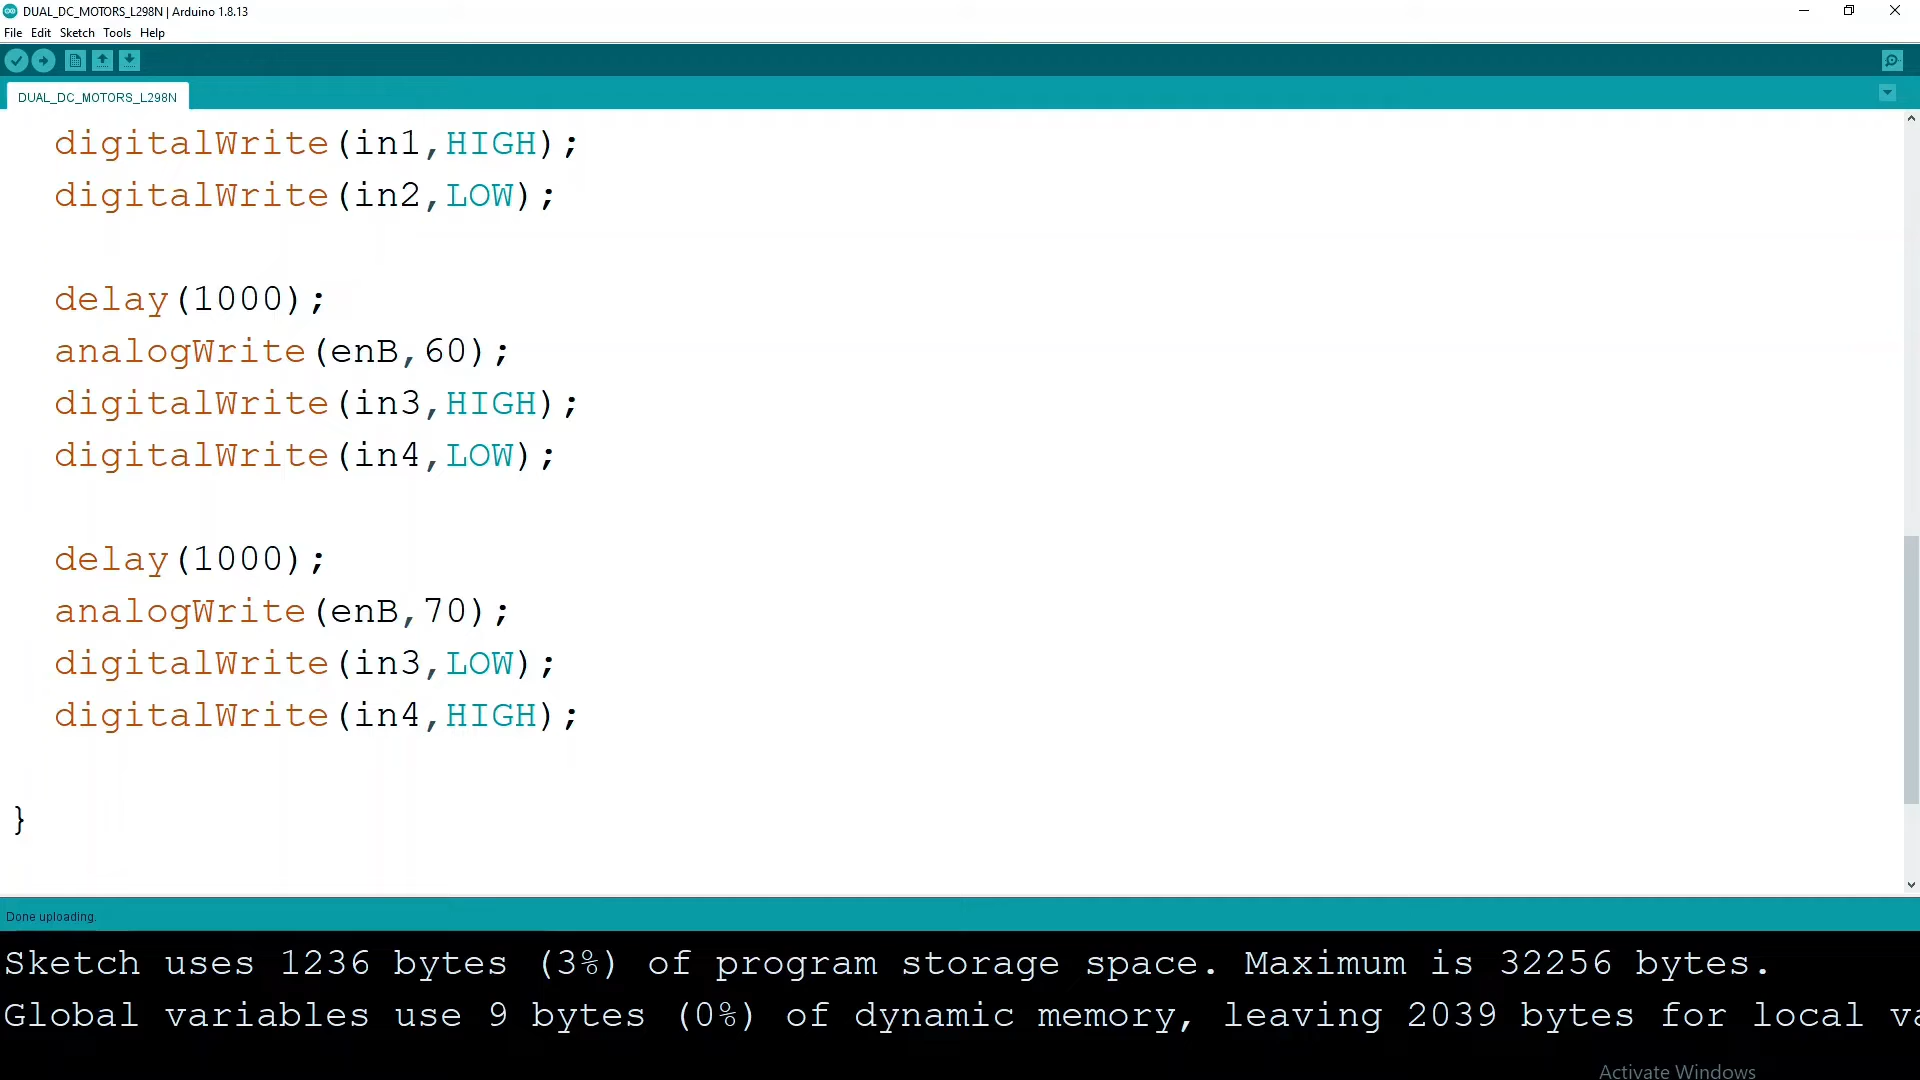 DUAL_DC_MOTORS_L298N | Arduino 1.8.13
File Edit Sketch Tools Help
DUAL_DC_MOTORS_L298N
digitalWrite(in1,HIGH);
digitalWrite(in2,LOW);
delay(1000);
analogWrite(enB,60);
digitalWrite(in3,HIGH);
digitalWrite(in4,LOW);
delay(1000);
analogWrite(enB,70);
digitalWrite(in3,LOW);
digitalWrite(in4,HIGH);
}
Done uploading.
Sketch uses 1236 bytes (3%) of program storage space. Maximum is 32256 bytes.
Global variables use 9 bytes (0%) of dynamic memory, leaving 2039 bytes for local va
Activate Windows